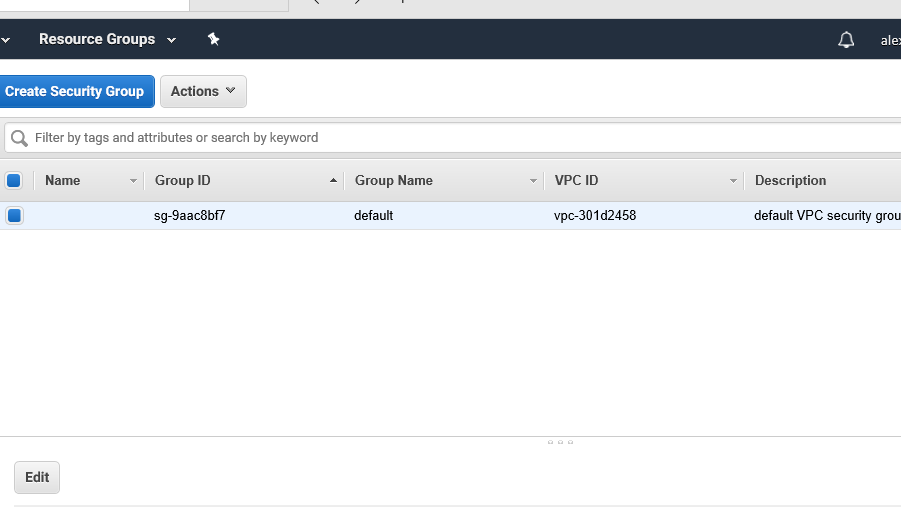 Resource Groups
alex
Create Security Group Actions
Filter by tags and attributes or search by keyword
Name Group ID Group Name VPC ID Description
sg-9aac8bf7 default vpc-301d2458 default VPC security grou
Edit